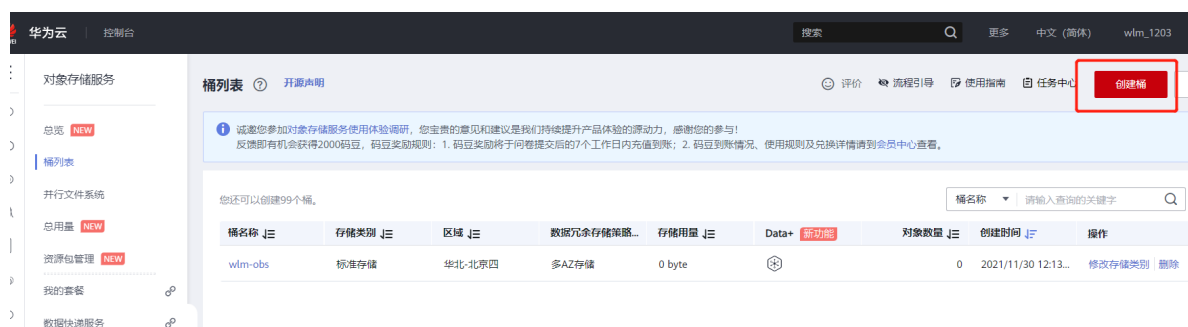 华为云 控制台 搜索 更多 中文 (简体) wlm_1203
对象存储服务
桶列表 开源声明 评价 流程引导 使用指南 任务中心 创建桶
诚邀您参加对象存储服务使用体验调研，您宝贵的意见和建议是我们持续提升产品体验的源动力，感谢您的参与！
反馈即有机会获得2000码豆，码豆奖励规则：1. 码豆奖励将于问卷提交后的7个工作日内充值到账；2. 码豆到账情况、使用规则及兑换详情请到会员中心查看。
总览 NEW
桶列表
并行文件系统
总用量 NEW
资源包管理 NEW
我的套餐
数据快递服务
您还可以创建99个桶。
桶名称 请输入查询的关键字
桶名称 存储类别 区域 数据冗余存储策略... 存储用量 Data+ 新功能 对象数量 创建时间 操作
wlm-obs 标准存储 华北-北京四 多AZ存储 0 byte 0 2021/11/30 12:13... 修改存储类别 删除